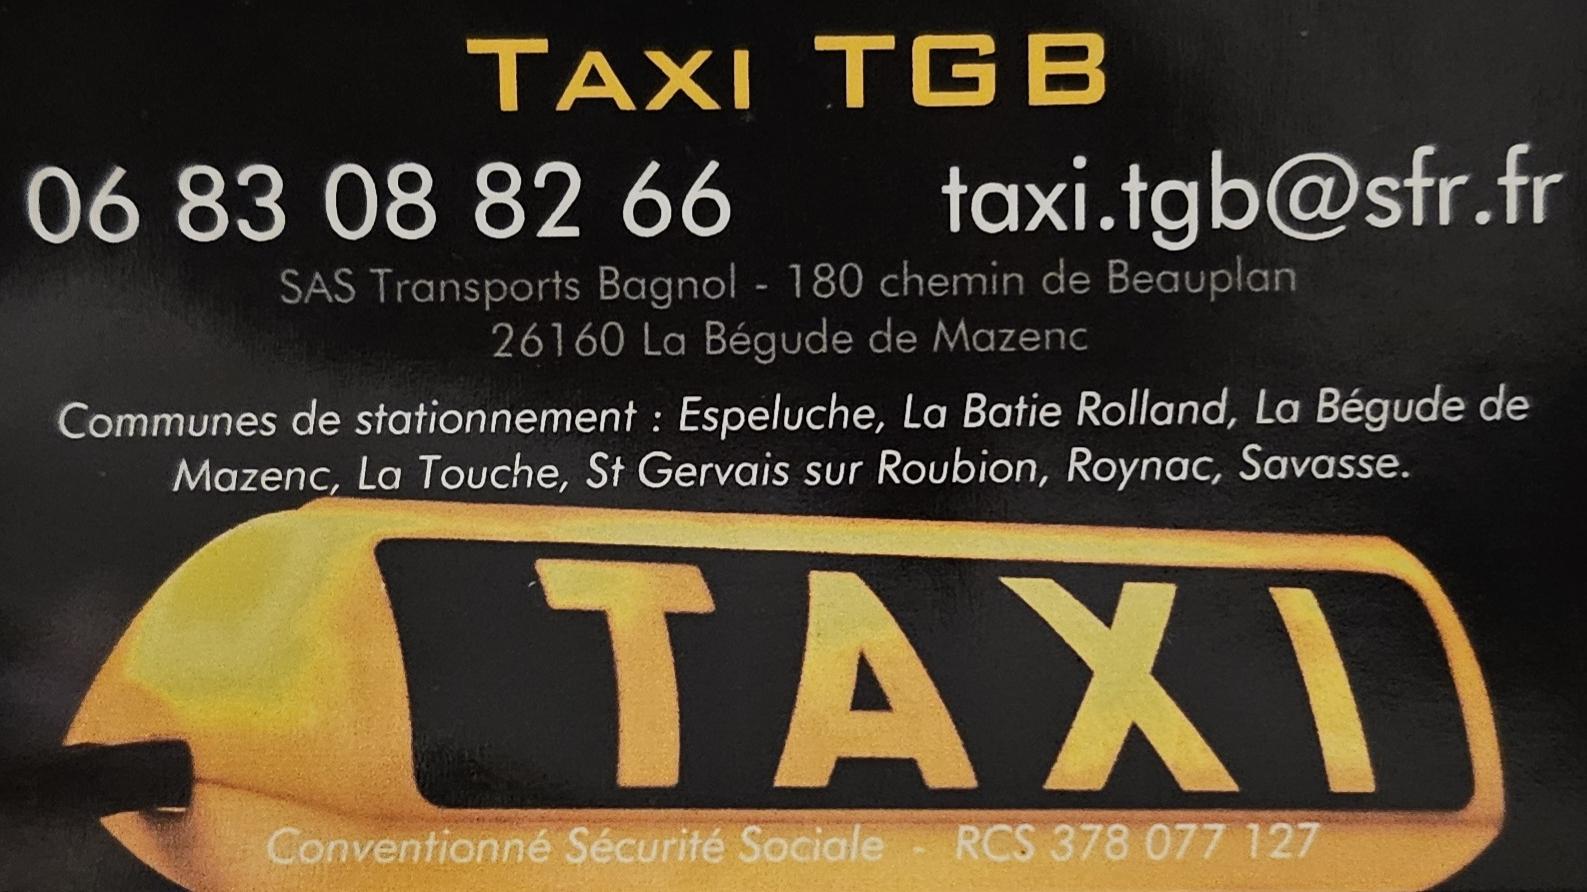 TAXI TGB
06 83 08 82 66 taxi.tgb@sfr.fr
SAS Transports Bagnol - 180 chemin de Beauplan
26160 La Bégude de Mazenc
Communes de stationnement : Espeluche, La Batie Rolland, La Bégude de
Mazenc, La Touche, St Gervais sur Roubion, Roynac, Savasse.
TAXI
Conventionné Sécurité Sociale - RCS 378 077 127